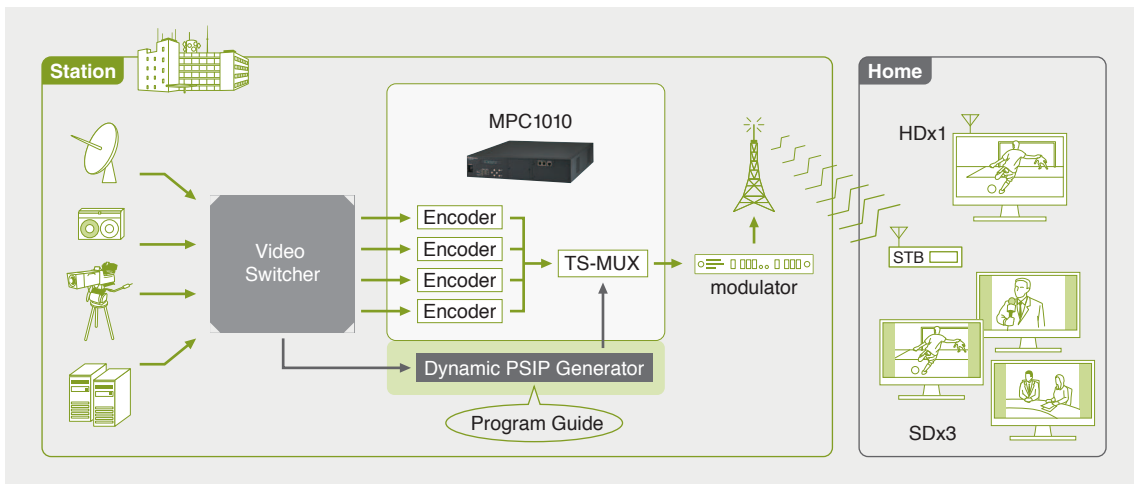 Station
Home
MPC1010
HDx1
Encoder
Encoder
Encoder
Encoder
Video
Switcher
TS-MUX
modulator
STB
Dynamic PSIP Generator
Program Guide
SDx3